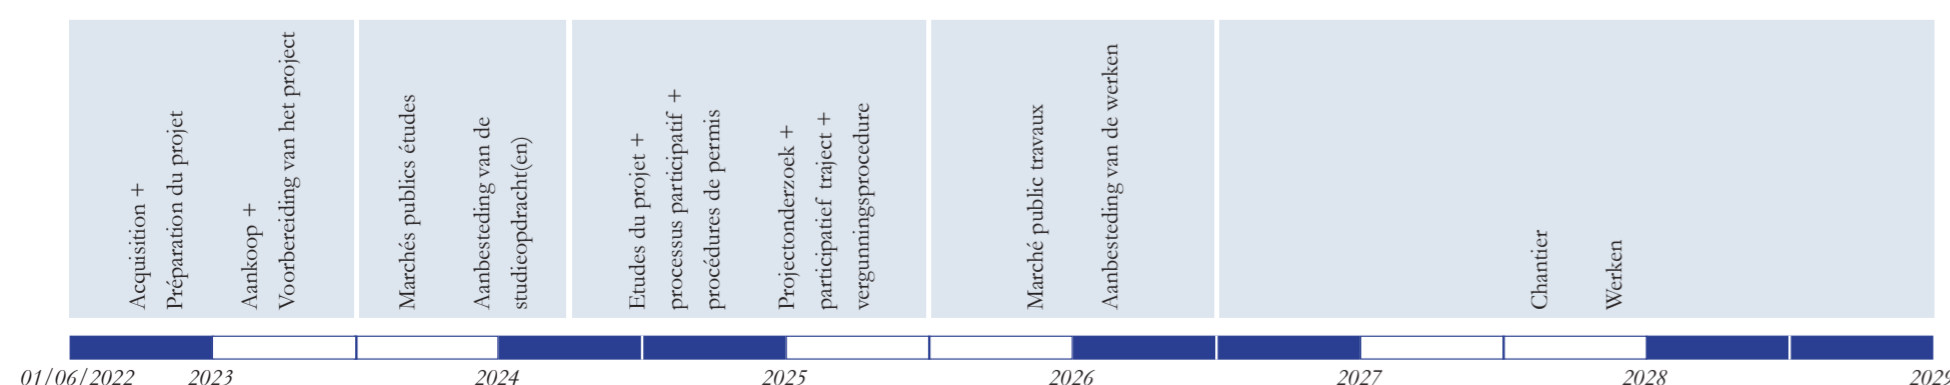 Acquisition +
Préparation du projet
Aankoop +
Voorbereiding van het project
Marchés publics études
Aanbesteding van de
studieopdracht(en)
Etudes du projet +
processus participatif +
procédures de permis
Projectonderzoek +
participatief traject +
vergunningsprocedure
Marché public travaux
Aanbesteding van de werken
Chantier
Werken
01/06/2022
2023
2024
2025
2026
2027
2028
2029